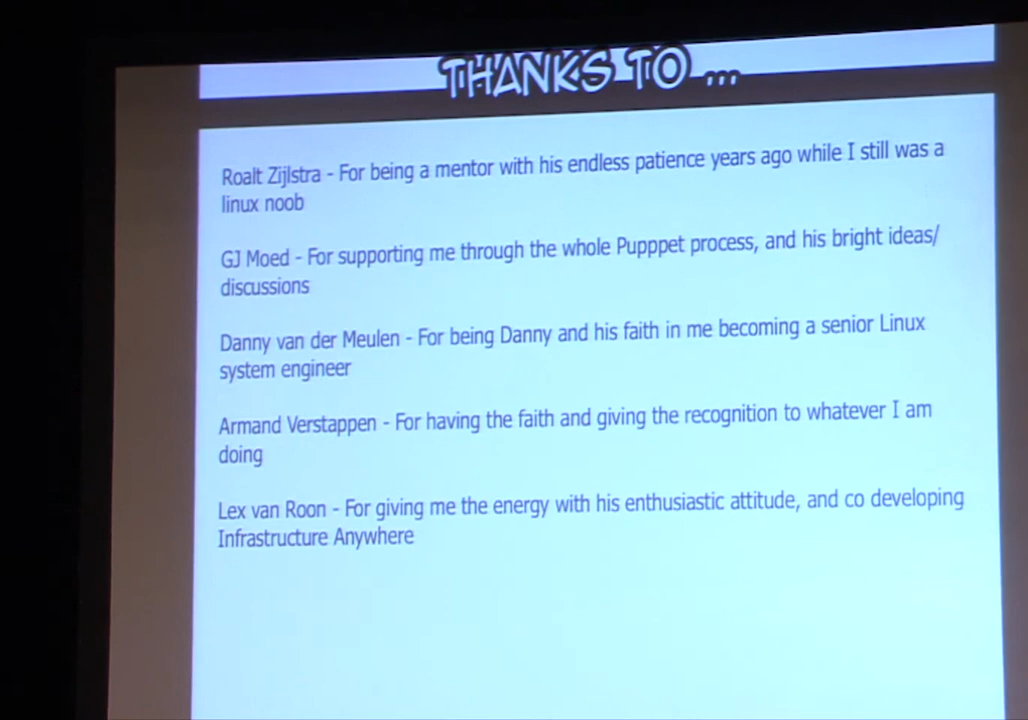 THANKS TO ...
Roalt Zijlstra - For being a mentor with his endless patience years ago while I still was a
linux noob
GJ Moed - For supporting me through the whole Pupppet process, and his bright ideas/
discussions
Danny van der Meulen - For being Danny and his faith in me becoming a senior Linux
system engineer
Armand Verstappen - For having the faith and giving the recognition to whatever I am
doing
Lex van Roon - For giving me the energy with his enthusiastic attitude, and co developing
Infrastructure Anywhere